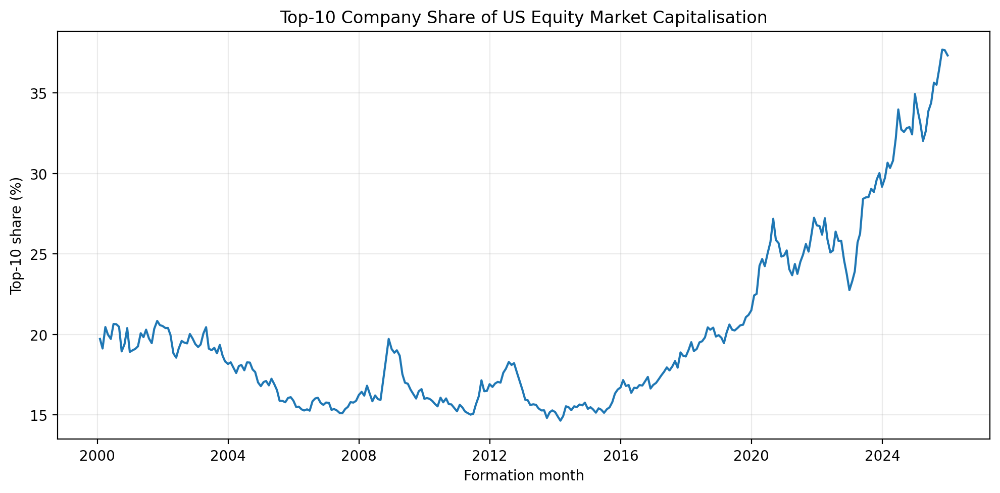 Top-10 Company Share of US Equity Market Capitalisation
Top-10 share (%)
35
30
25
20
15
2000 2004 2008 2012 2016 2020 2024
Formation month